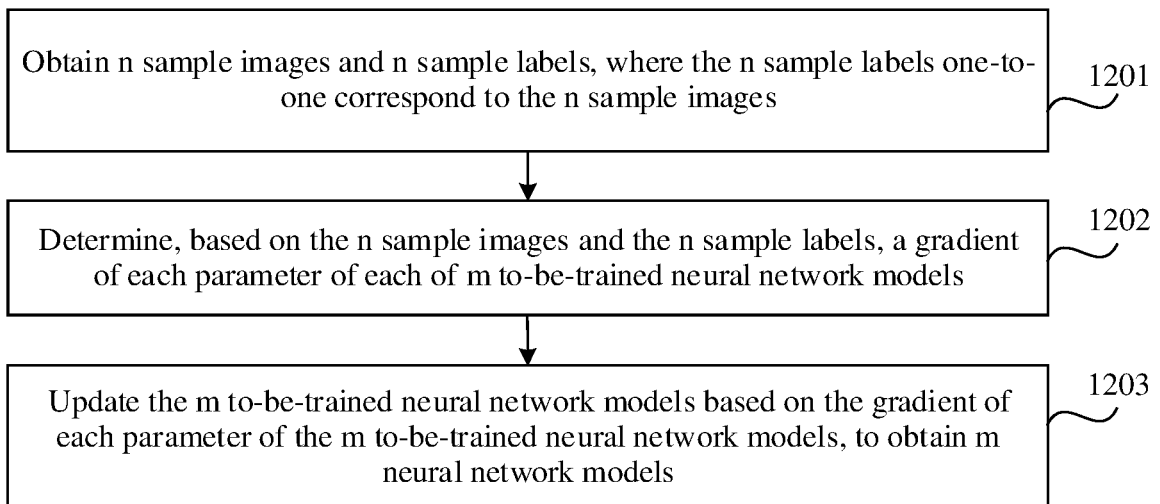 Obtain n sample images and n sample labels, where the n sample labels one-to-
one correspond to the n sample images
1201
Determine, based on the n sample images and the n sample labels, a gradient
of each parameter of each of m to-be-trained neural network models
1202
Update the m to-be-trained neural network models based on the gradient of
each parameter of the m to-be-trained neural network models, to obtain m
neural network models
1203